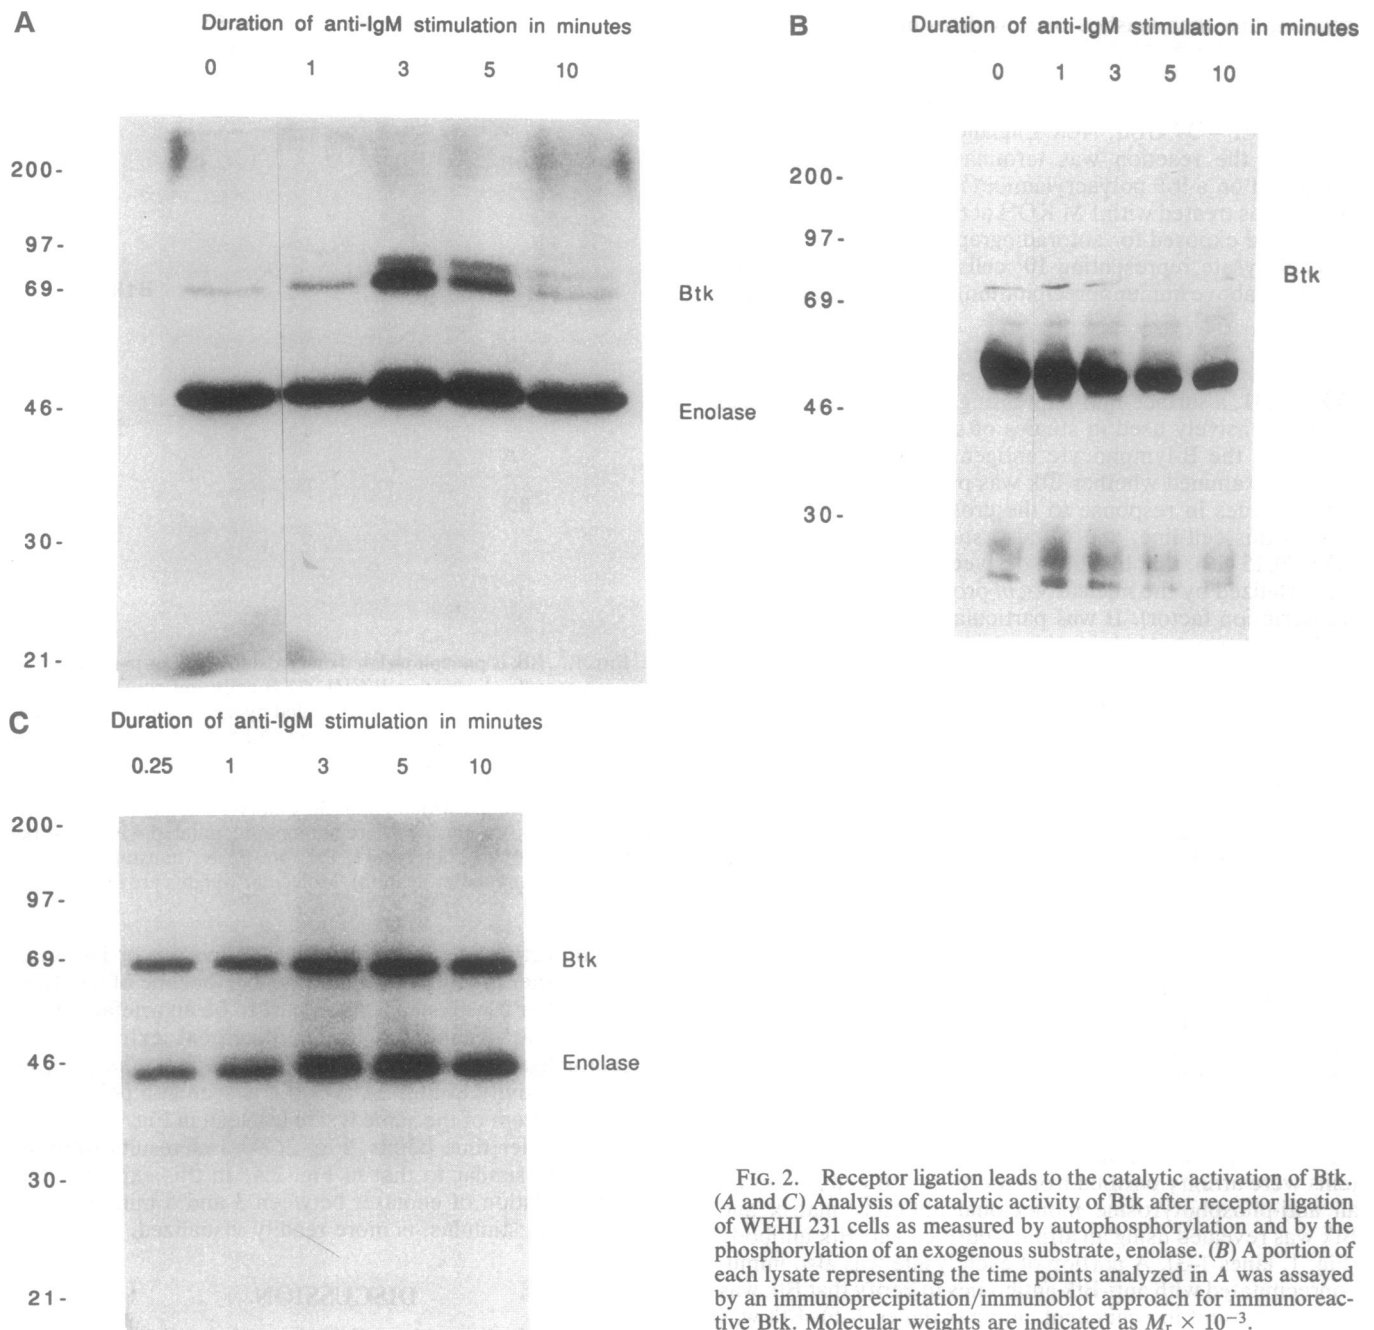 A
Duration of anti-IgM stimulation in minutes
0 1 3 5 10
200-
97-
69-
46-
30-
21-
Btk
Enolase
B
Duration of anti-IgM stimulation in minutes
0 1 3 5 10
200-
97-
69-
46-
30-
Btk
C
Duration of anti-IgM stimulation in minutes
0.25 1 3 5 10
200-
97-
69-
46-
30-
21-
Btk
Enolase
FIG. 2. Receptor ligation leads to the catalytic activation of Btk.
(A and C) Analysis of catalytic activity of Btk after receptor ligation
of WEHI 231 cells as measured by autophosphorylation and by the
phosphorylation of an exogenous substrate, enolase. (B) A portion of
each lysate representing the time points analyzed in A was assayed
by an immunoprecipitation/immunoblot approach for immunoreac-
tive Btk. Molecular weights are indicated as Mr × 10−3.